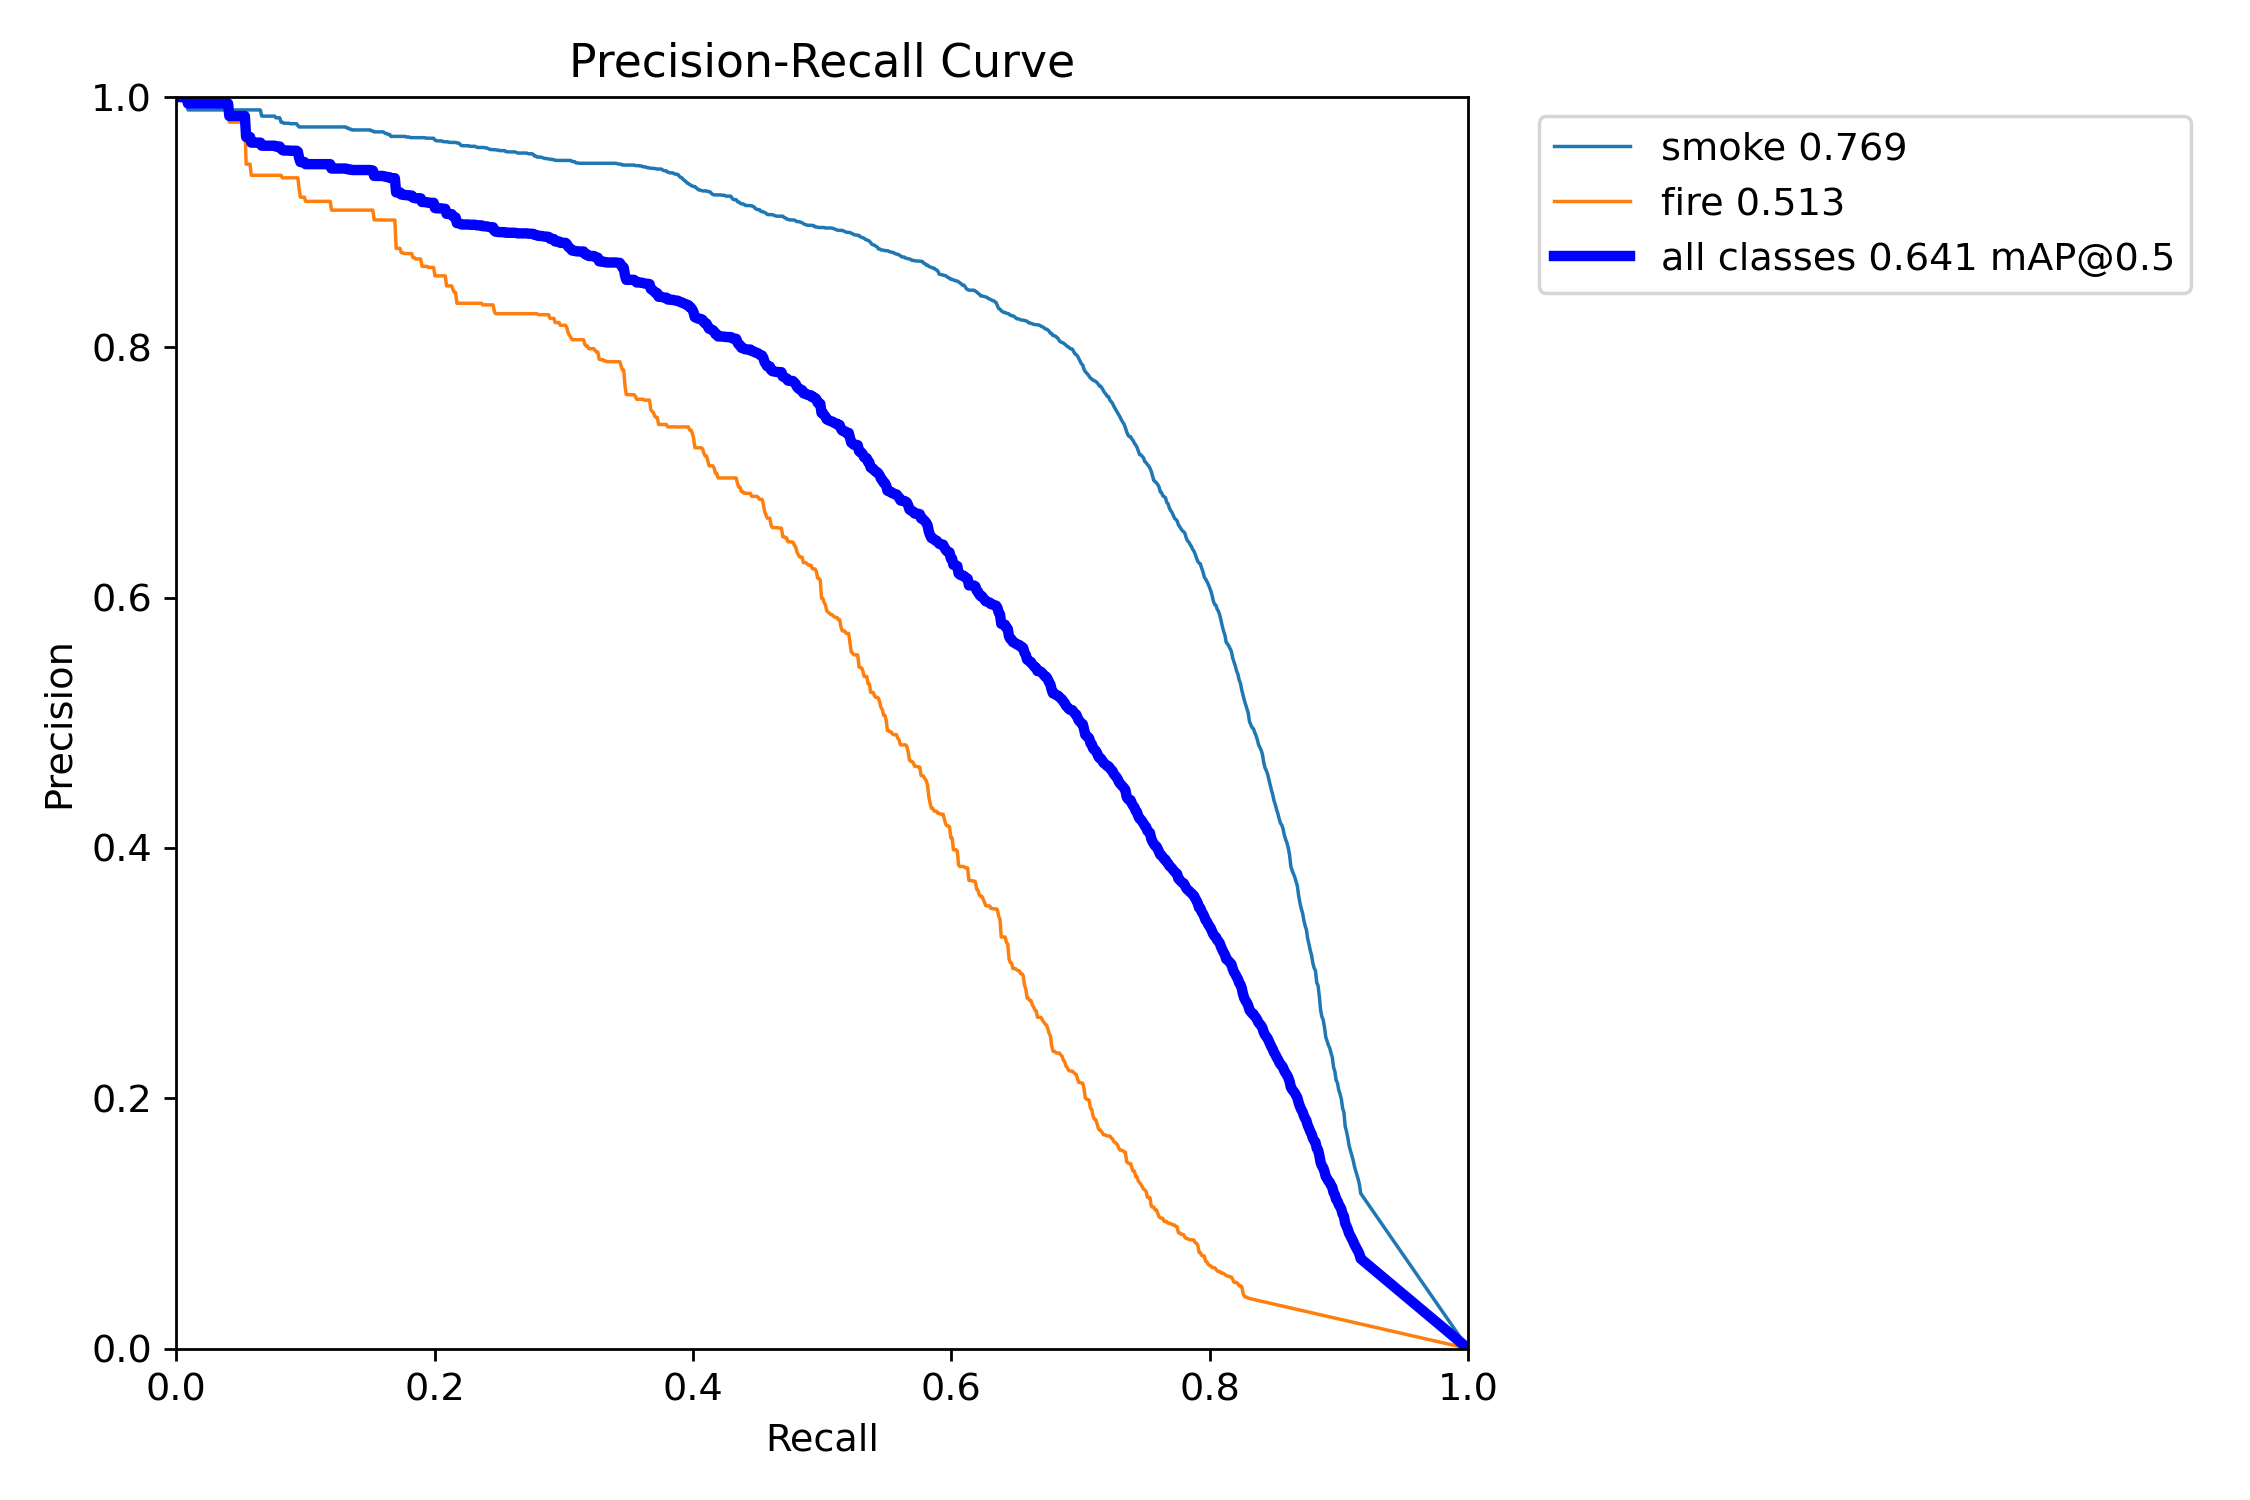 Precision-Recall Curve
smoke 0.769
fire 0.513
all classes 0.641 mAP@0.5
1.0
0.8
0.6
0.4
0.2
0.0
Precision
0.0 0.2 0.4 0.6 0.8 1.0
Recall